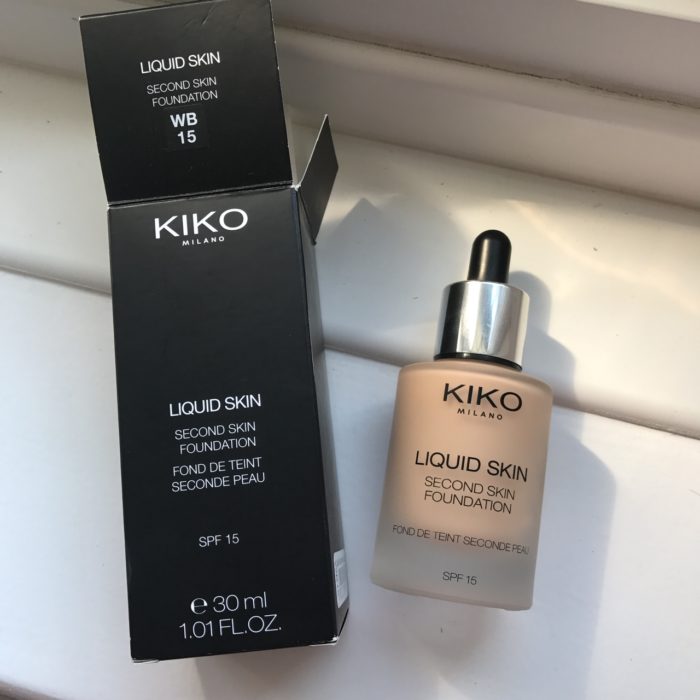 LIQUID SKIN
SECOND SKIN
FOUNDATION
WB
15
KIKO
MILANO
LIQUID SKIN
SECOND SKIN
FOUNDATION
FOND DE TEINT
SECONDE PEAU
SPF 15
e 30 ml
1.01 FL.OZ.
KIKO
MILANO
LIQUID SKIN
SECOND SKIN
FOUNDATION
FOND DE TEINT SECONDE PEAU
SPF 15